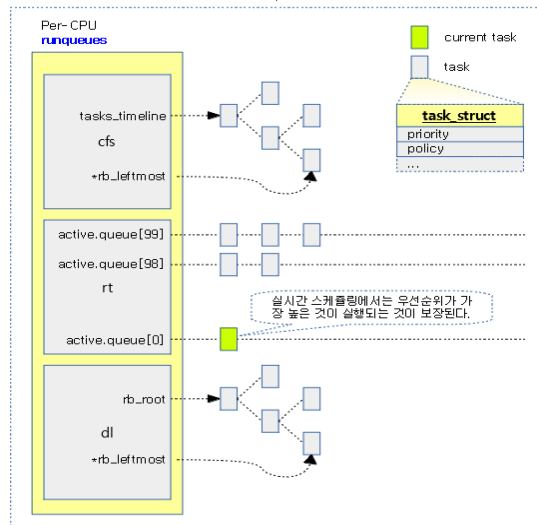 Per-CPU
runqueues
current task
task
task_struct
priority
policy
...
tasks_timeline
cfs
*rb_leftmost
active.queue[99]
active.queue[98]
rt
실시간 스케쥴링에서는 우선순위가 가
장 높은 것이 실행되는 것이 보장된다.
active.queue[0]
rb_root
dl
*rb_leftmost